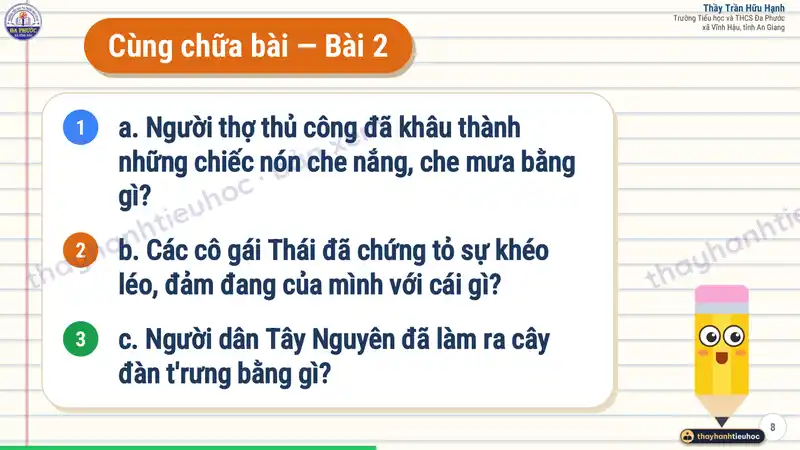 Thầy Trần Hữu Hạnh
Trường Tiểu học và THCS Đa Phước
xã Vĩnh Hậu, tỉnh An Giang
ĐA PHƯỚC
Cùng chữa bài — Bài 2
1
a. Người thợ thủ công đã khâu thành
những chiếc nón che nắng, che mưa bằng
gì?
2
b. Các cô gái Thái đã chứng tỏ sự khéo
léo, đảm đang của mình với cái gì?
3
c. Người dân Tây Nguyên đã làm ra cây
đàn t'rưng bằng gì?
thayhanhtieuhoc
8